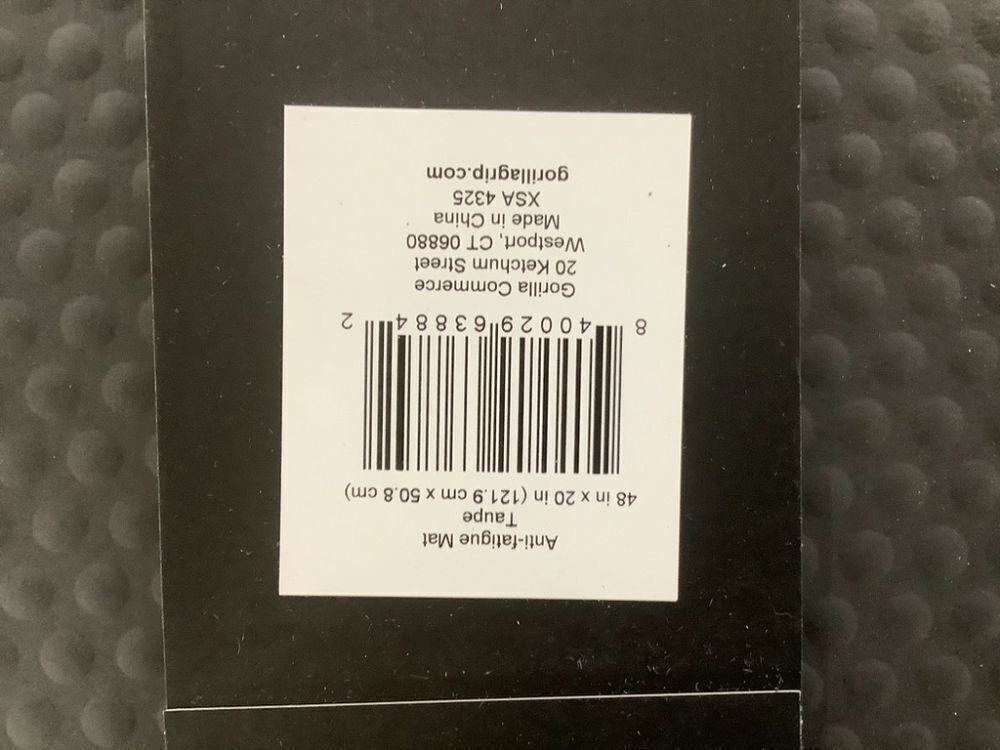 Anti-fatigue Mat
Taupe
48 in x 20 in (121.9 cm x 50.8 cm)
8 40029 63884 2
Gorilla Commerce
20 Ketchum Street
Westport, CT 06880
Made in China
XSA 4325
gorillagrip.com